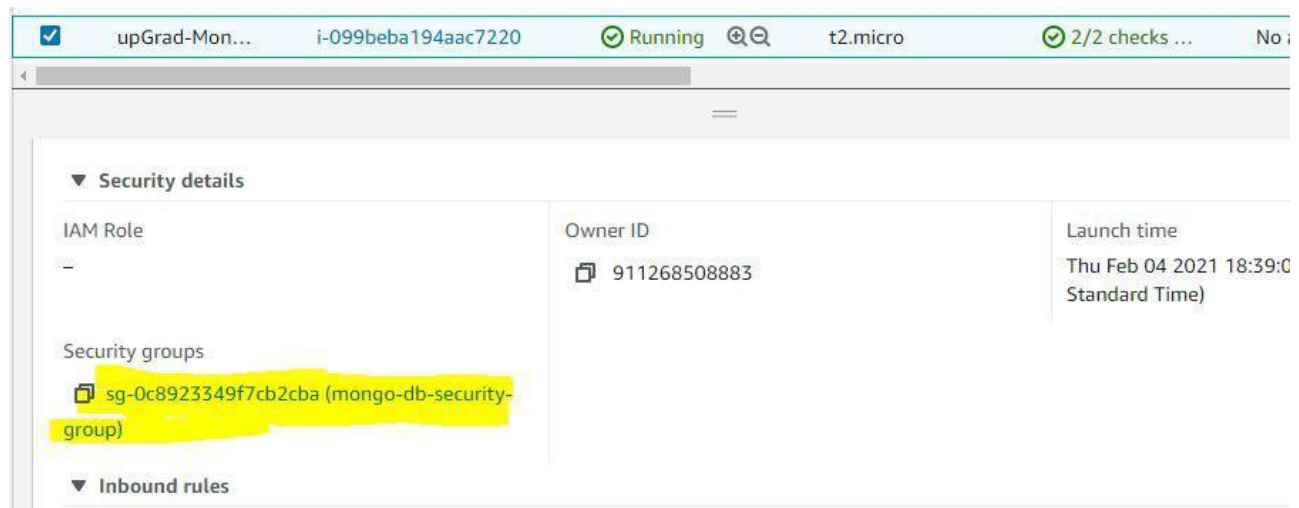 upGrad-Mon... i-099beba194aac7220 Running t2.micro 2/2 checks ... No a
Security details
IAM Role Owner ID Launch time
– 911268508883 Thu Feb 04 2021 18:39:0
Standard Time)
Security groups
sg-0c8923349f7cb2cba (mongo-db-security-
group)
Inbound rules